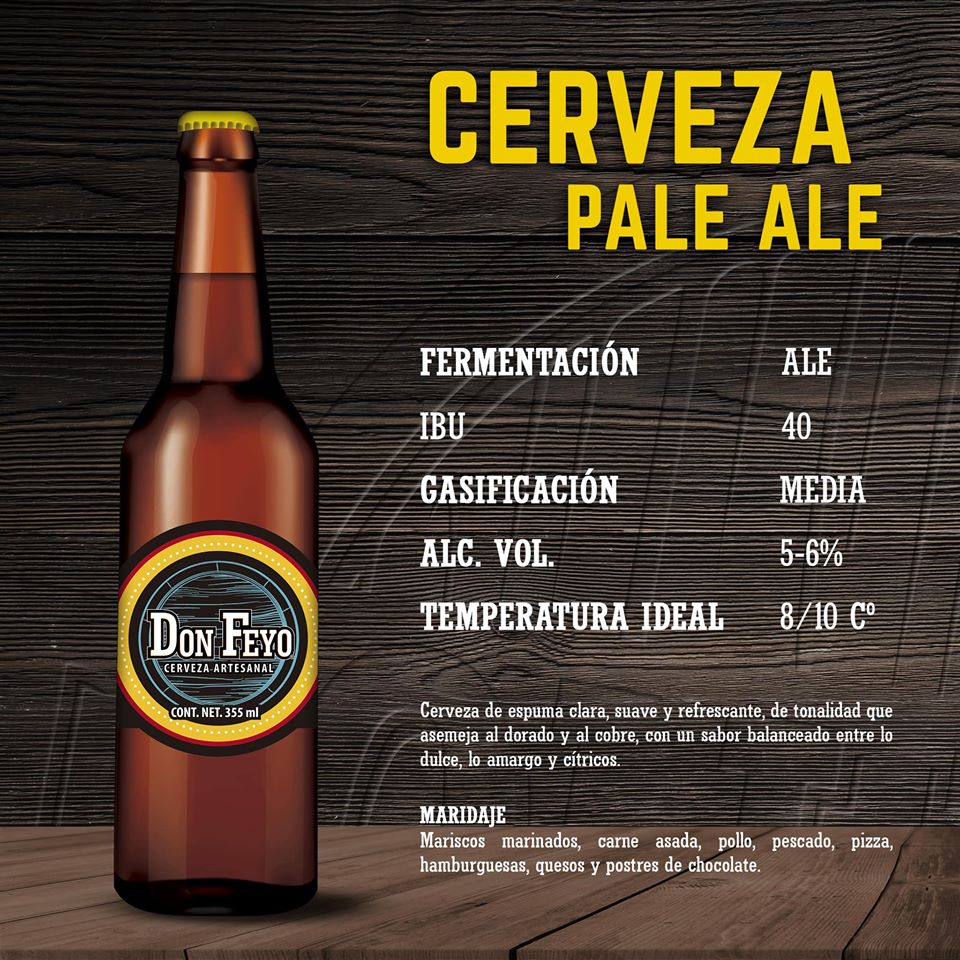 CERVEZA
PALE ALE
FERMENTACIÓN ALE
IBU 40
GASIFICACIÓN MEDIA
ALC. VOL. 5-6%
TEMPERATURA IDEAL 8/10 Cº
Cerveza de espuma clara, suave y refrescante, de tonalidad que
asemeja al dorado y al cobre, con un sabor balanceado entre lo
dulce, lo amargo y cítricos.
MARIDAJE
Mariscos marinados, carne asada, pollo, pescado, pizza,
hamburguesas, quesos y postres de chocolate.
DON FEYO
CERVEZA ARTESANAL
CONT. NET. 355 ml